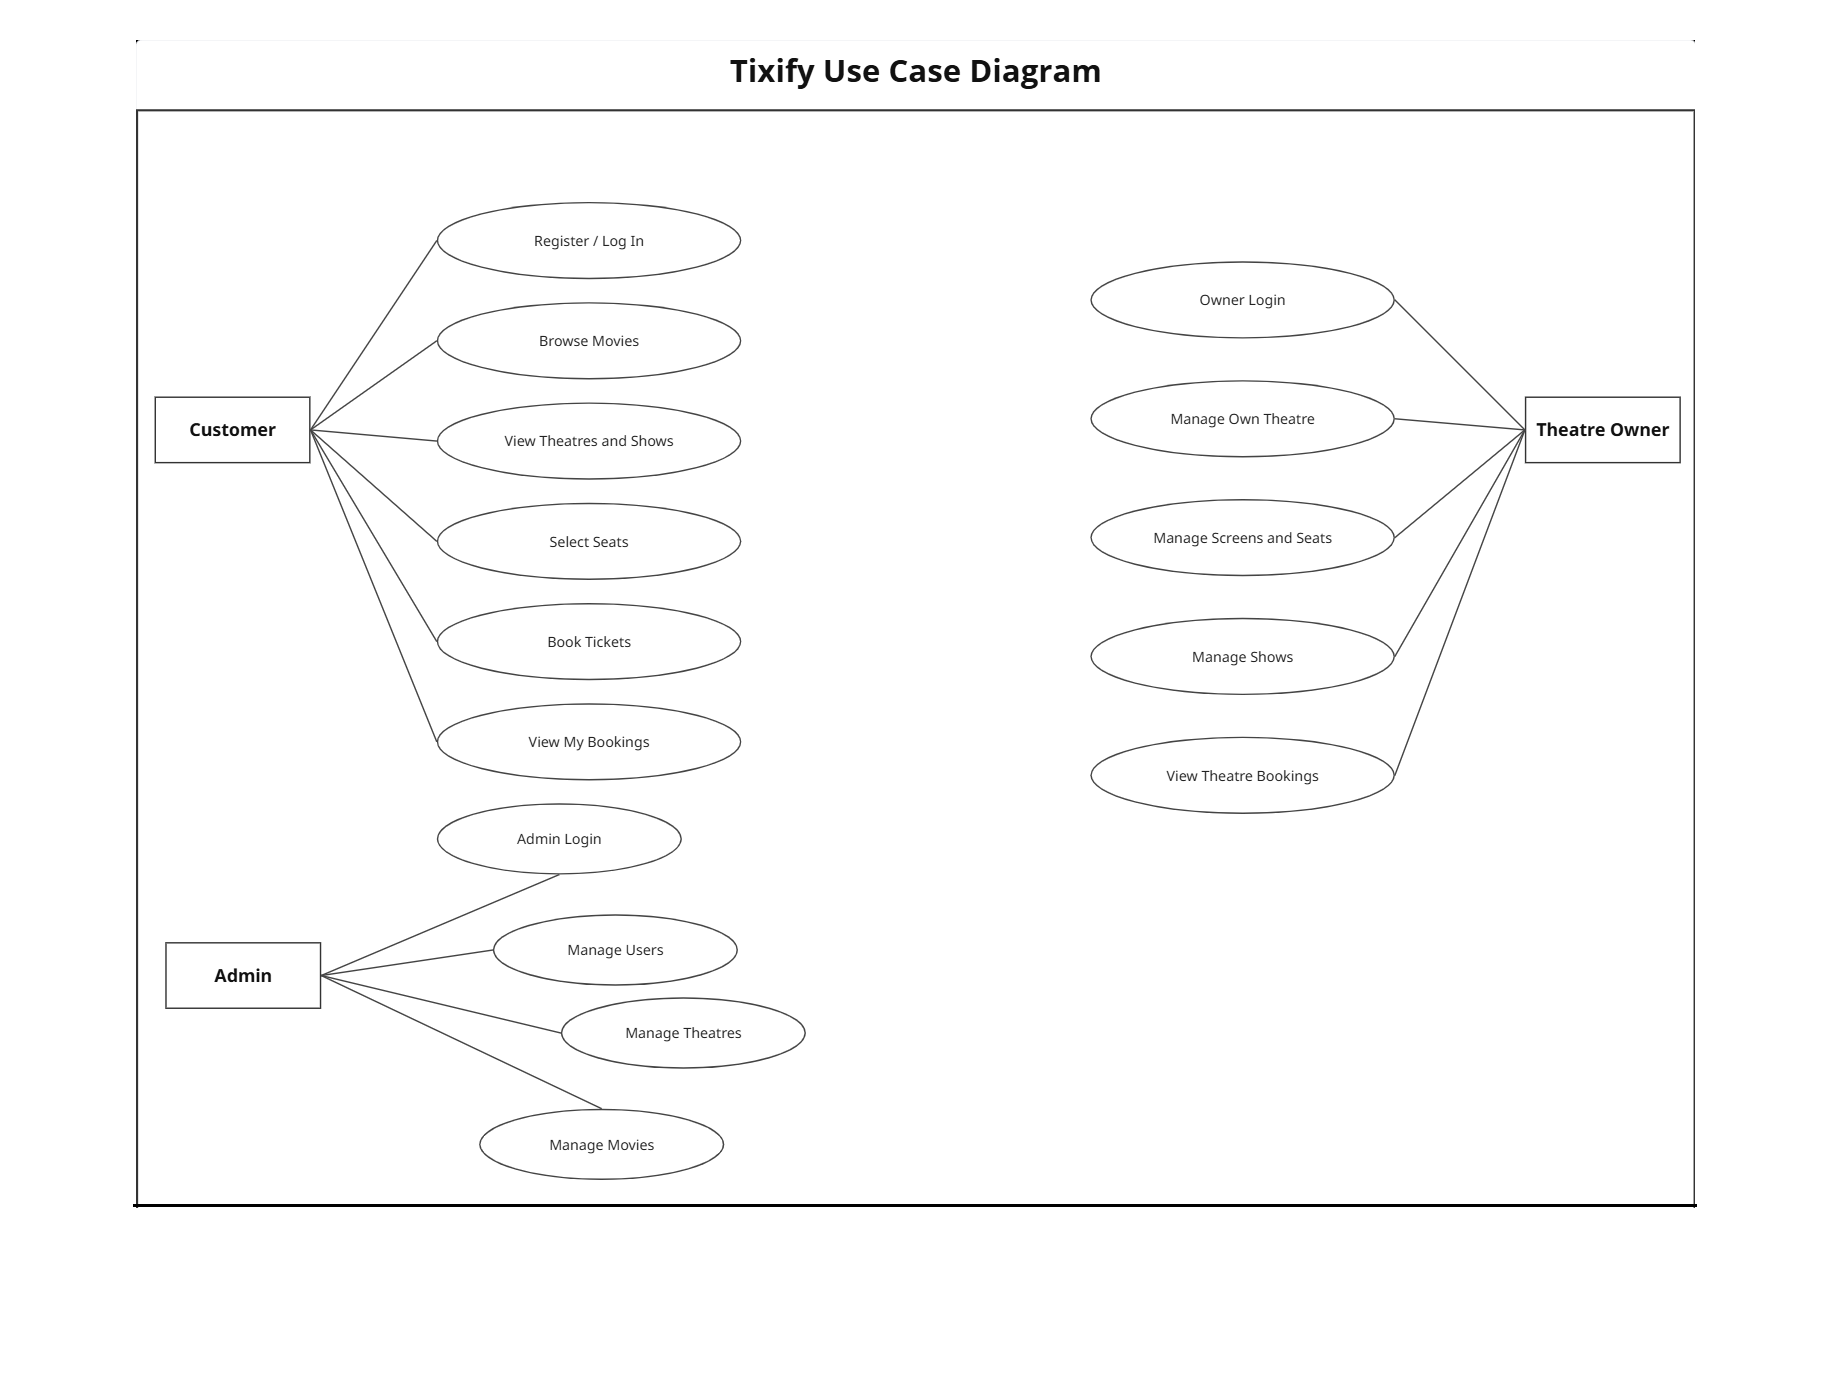 Tixify Use Case Diagram
Register / Log In
Browse Movies
Customer
View Theatres and Shows
Select Seats
Book Tickets
View My Bookings
Owner Login
Manage Own Theatre
Theatre Owner
Manage Screens and Seats
Manage Shows
View Theatre Bookings
Admin Login
Manage Users
Admin
Manage Theatres
Manage Movies